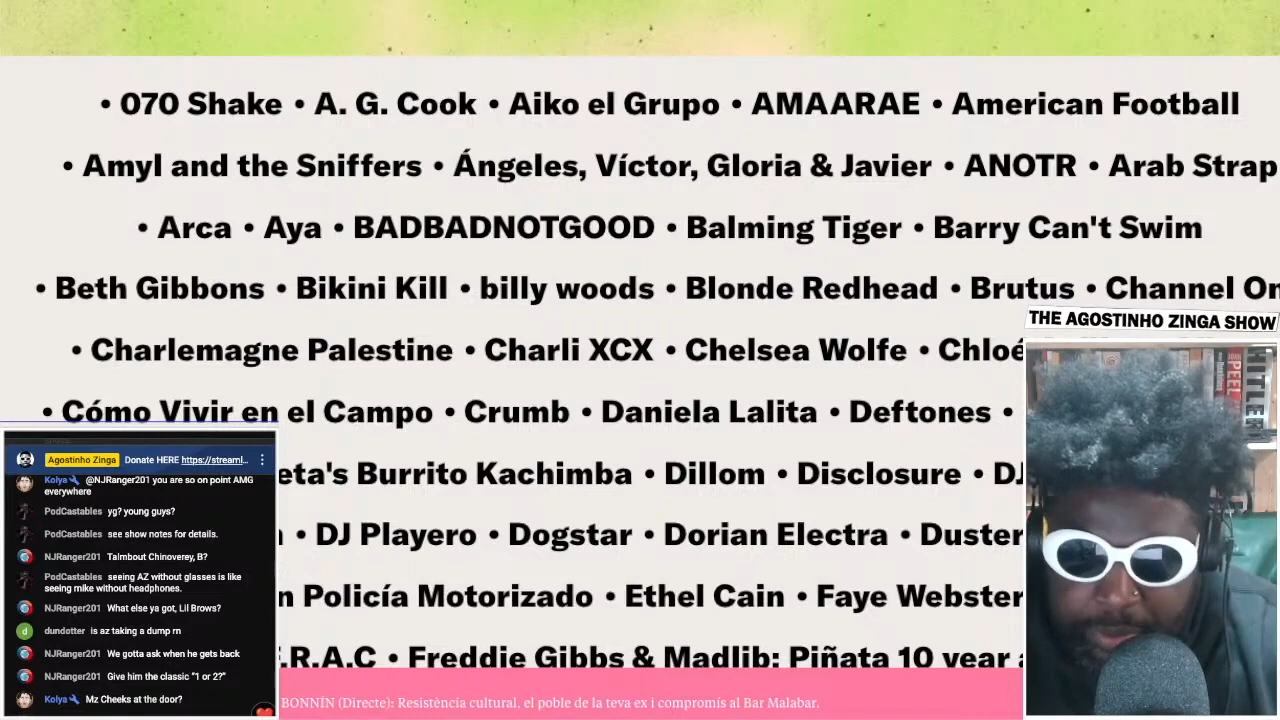 • 070 Shake • A. G. Cook • Aiko el Grupo • AMAARAE • American Football
• Amyl and the Sniffers • Ángeles, Víctor, Gloria & Javier • ANOTR • Arab Strap
• Arca • Aya • BADBADNOTGOOD • Balming Tiger • Barry Can't Swim
• Beth Gibbons • Bikini Kill • billy woods • Blonde Redhead • Brutus • Channel On
• Charlemagne Palestine • Charli XCX • Chelsea Wolfe • Chloé
• Cómo Vivir en el Campo • Crumb • Daniela Lalita • Deftones •
eta's Burrito Kachimba • Dillom • Disclosure • DJ
• DJ Playero • Dogstar • Dorian Electra • Duster
n Policía Motorizado • Ethel Cain • Faye Webster
F.R.A.C • Freddie Gibbs & Madlib: Piñata 10 year
BONNÍN (Directe): Resistència cultural, el poble de la teva ex i compromís al Bar Malabar.
THE AGOSTINHO ZINGA SHOW
PEEL
Agostinho Zinga Donate HERE https://streaml...
Kolya @NJRanger201 you are so on point AMG
everywhere
PodCastables yg? young guys?
PodCastables see show notes for details.
NJRanger201 Talmbout Chinoverey, B?
PodCastables seeing AZ without glasses is like
seeing mike without headphones.
NJRanger201 What else ya got, Lil Brows?
d dundotter is az taking a dump rn
NJRanger201 We gotta ask when he gets back
NJRanger201 Give him the classic "1 or 2?"
Kolya Mz Cheeks at the door?